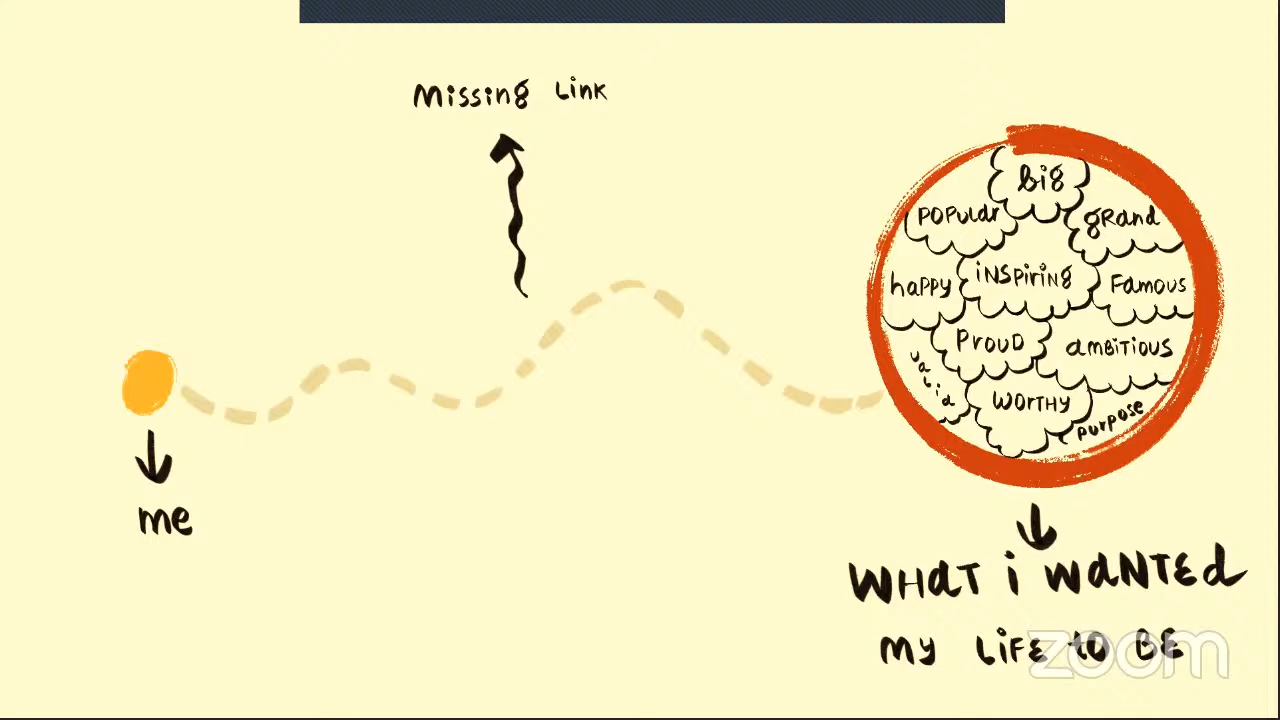 Missing Link
big
POPULAR
gRand
happy
iNSPiRiNg
Famous
PROUD
aMBiTiOUS
valid
WORTHY
purpose
me
WHaT i WaNTEd
My LiFE to BE
zoom